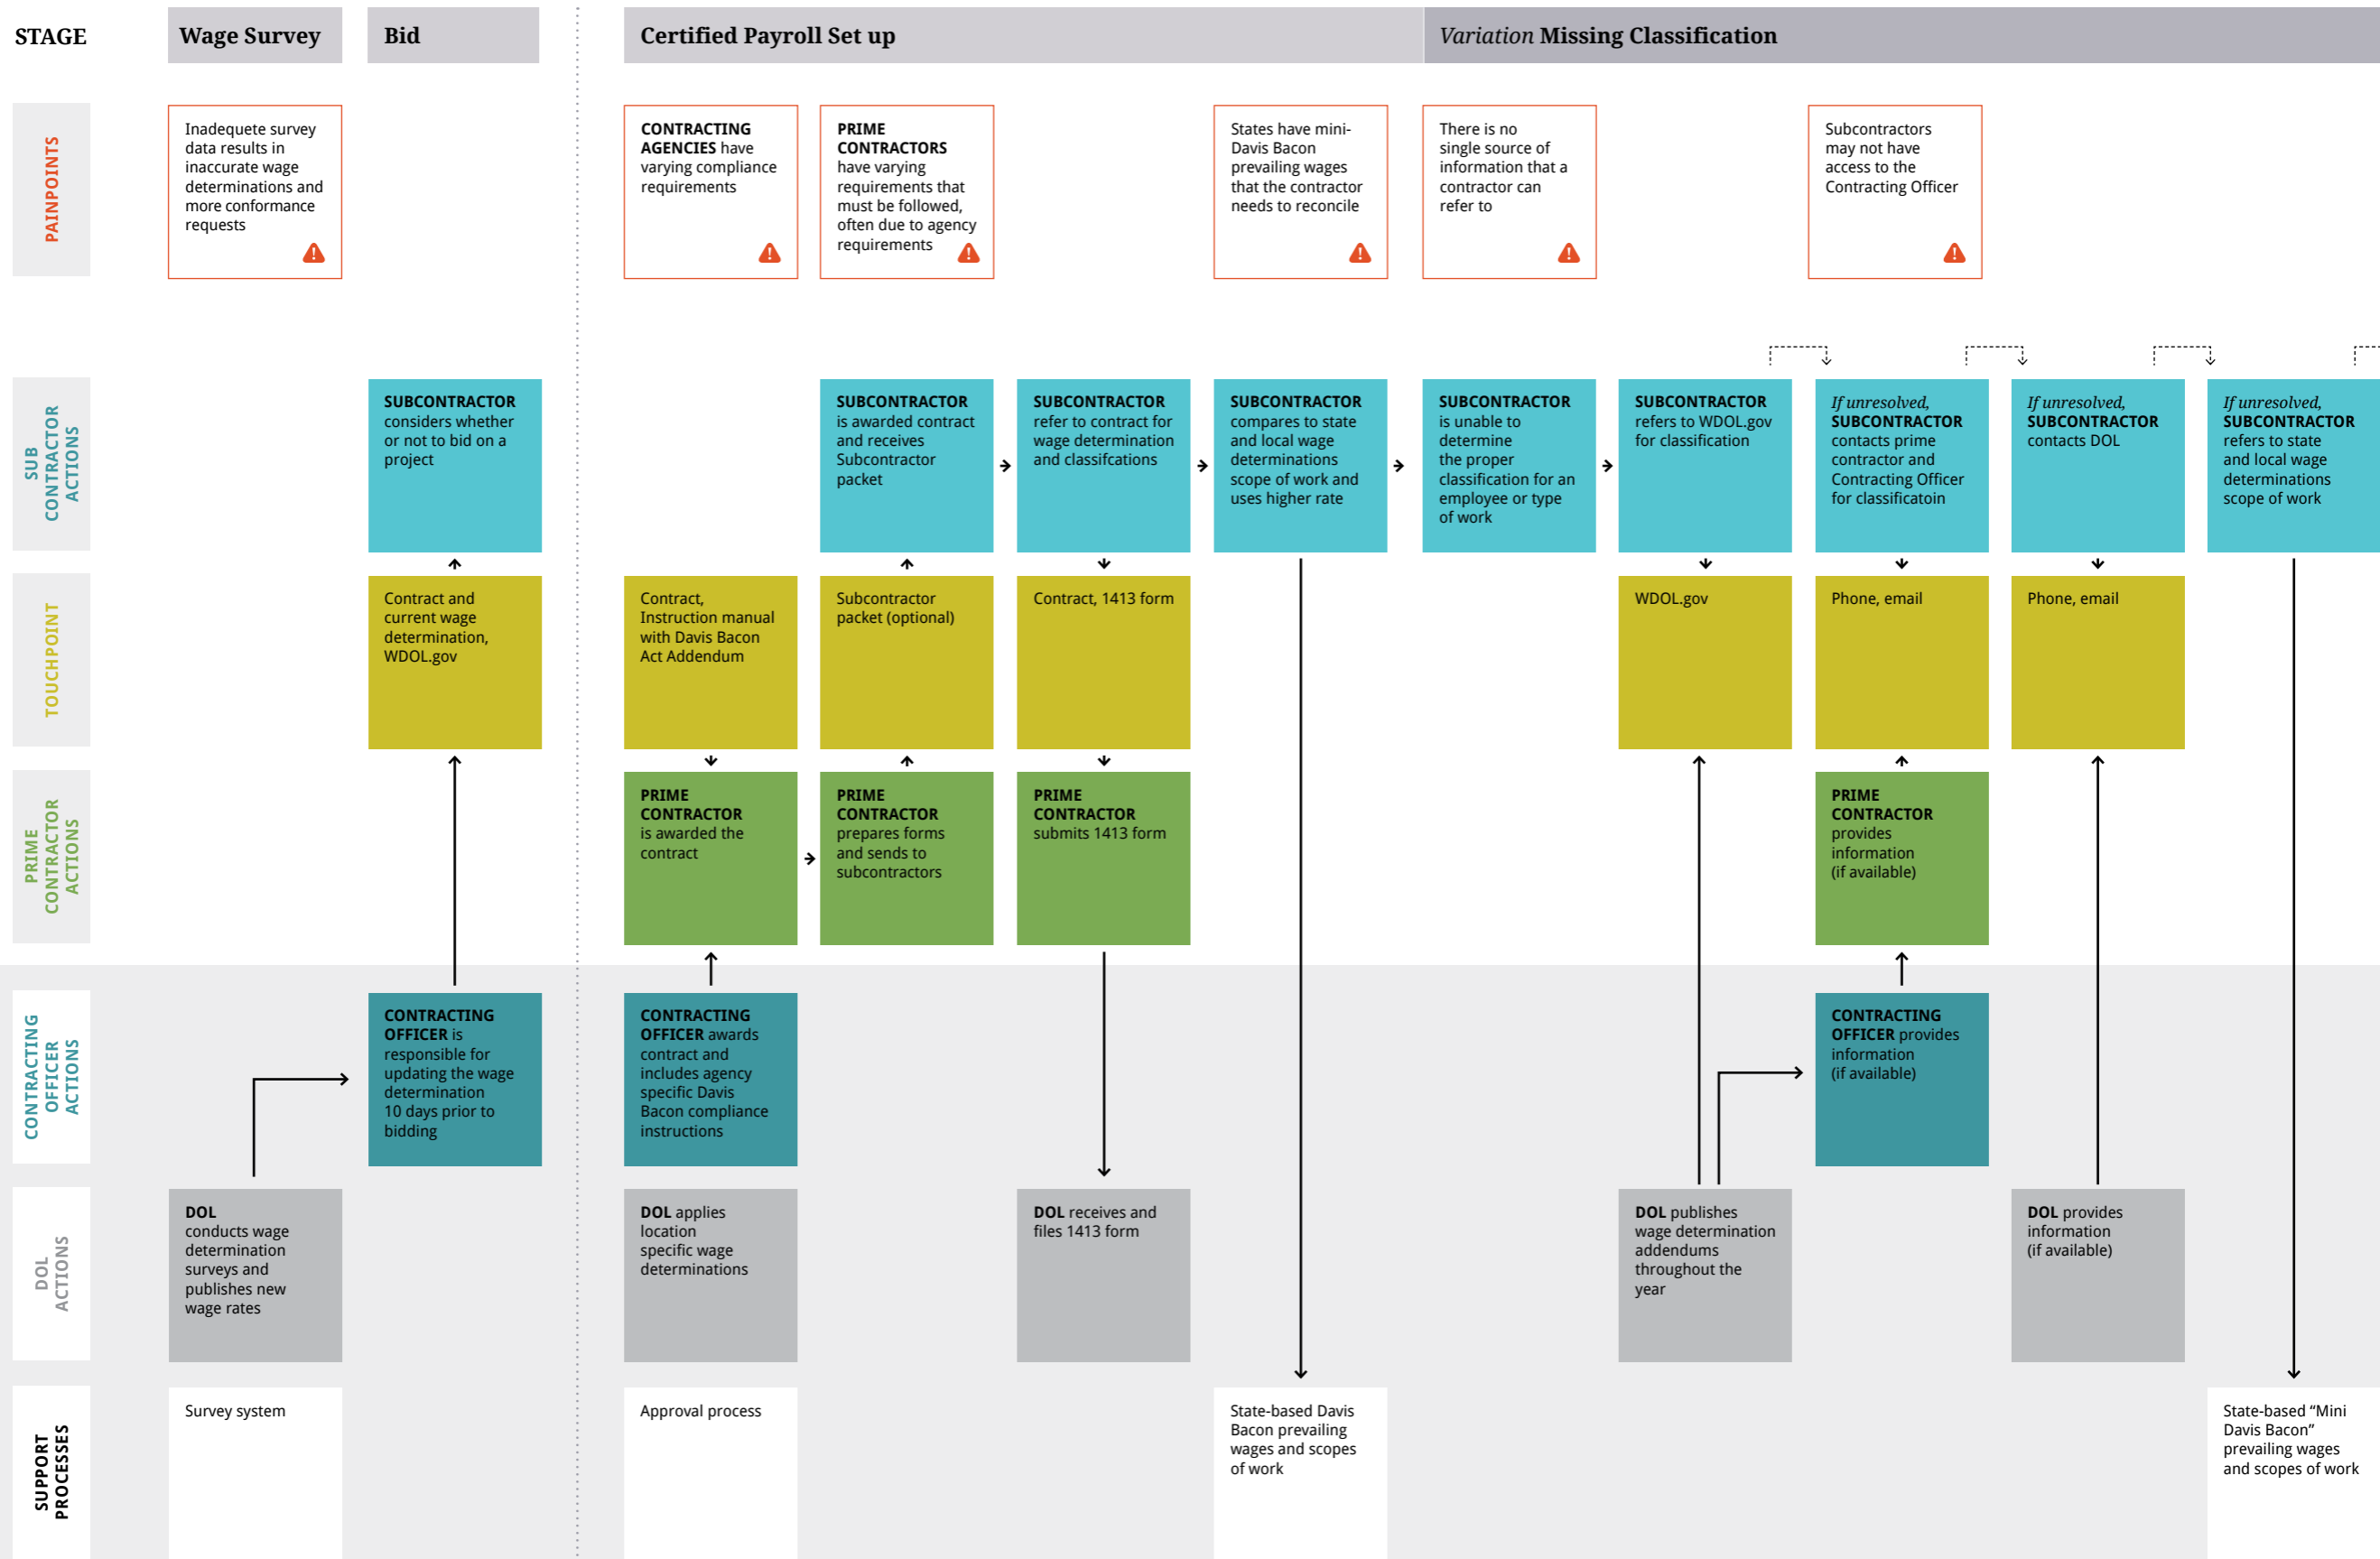 STAGE
Wage Survey
Bid
Certified Payroll Set up
Variation Missing Classification
PAINPOINTS
Inadequete survey
data results in
inaccurate wage
determinations and
more conformance
requests
CONTRACTING
AGENCIES have
varying compliance
requirements
PRIME
CONTRACTORS
have varying
requirements that
must be followed,
often due to agency
requirements
States have mini-
Davis Bacon
prevailing wages
that the contractor
needs to reconcile
There is no
single source of
information that a
contractor can
refer to
Subcontractors
may not have
access to the
Contracting Officer
SUB
CONTRACTOR
ACTIONS
SUBCONTRACTOR
considers whether
or not to bid on a
project
SUBCONTRACTOR
is awarded contract
and receives
Subcontractor
packet
SUBCONTRACTOR
refer to contract for
wage determination
and classifcations
SUBCONTRACTOR
compares to state
and local wage
determinations
scope of work and
uses higher rate
SUBCONTRACTOR
is unable to
determine
the proper
classification for an
employee or type
of work
SUBCONTRACTOR
refers to WDOL.gov
for classification
If unresolved,
SUBCONTRACTOR
contacts prime
contractor and
Contracting Officer
for classificatoin
If unresolved,
SUBCONTRACTOR
contacts DOL
If unresolved,
SUBCONTRACTOR
refers to state
and local wage
determinations
scope of work
TOUCHPOINT
Contract and
current wage
determination,
WDOL.gov
Contract,
Instruction manual
with Davis Bacon
Act Addendum
Subcontractor
packet (optional)
Contract, 1413 form
WDOL.gov
Phone, email
Phone, email
PRIME
CONTRACTOR
ACTIONS
PRIME
CONTRACTOR
is awarded the
contract
PRIME
CONTRACTOR
prepares forms
and sends to
subcontractors
PRIME
CONTRACTOR
submits 1413 form
PRIME
CONTRACTOR
provides
information
(if available)
CONTRACTING
OFFICER
ACTIONS
CONTRACTING
OFFICER is
responsible for
updating the wage
determination
10 days prior to
bidding
CONTRACTING
OFFICER awards
contract and
includes agency
specific Davis
Bacon compliance
instructions
CONTRACTING
OFFICER provides
information
(if available)
DOL
ACTIONS
DOL
conducts wage
determination
surveys and
publishes new
wage rates
DOL applies
location
specific wage
determinations
DOL receives and
files 1413 form
DOL publishes
wage determination
addendums
throughout the
year
DOL provides
information
(if available)
SUPPORT
PROCESSES
Survey system
Approval process
State-based Davis
Bacon prevailing
wages and scopes
of work
State-based “Mini
Davis Bacon”
prevailing wages
and scopes of work